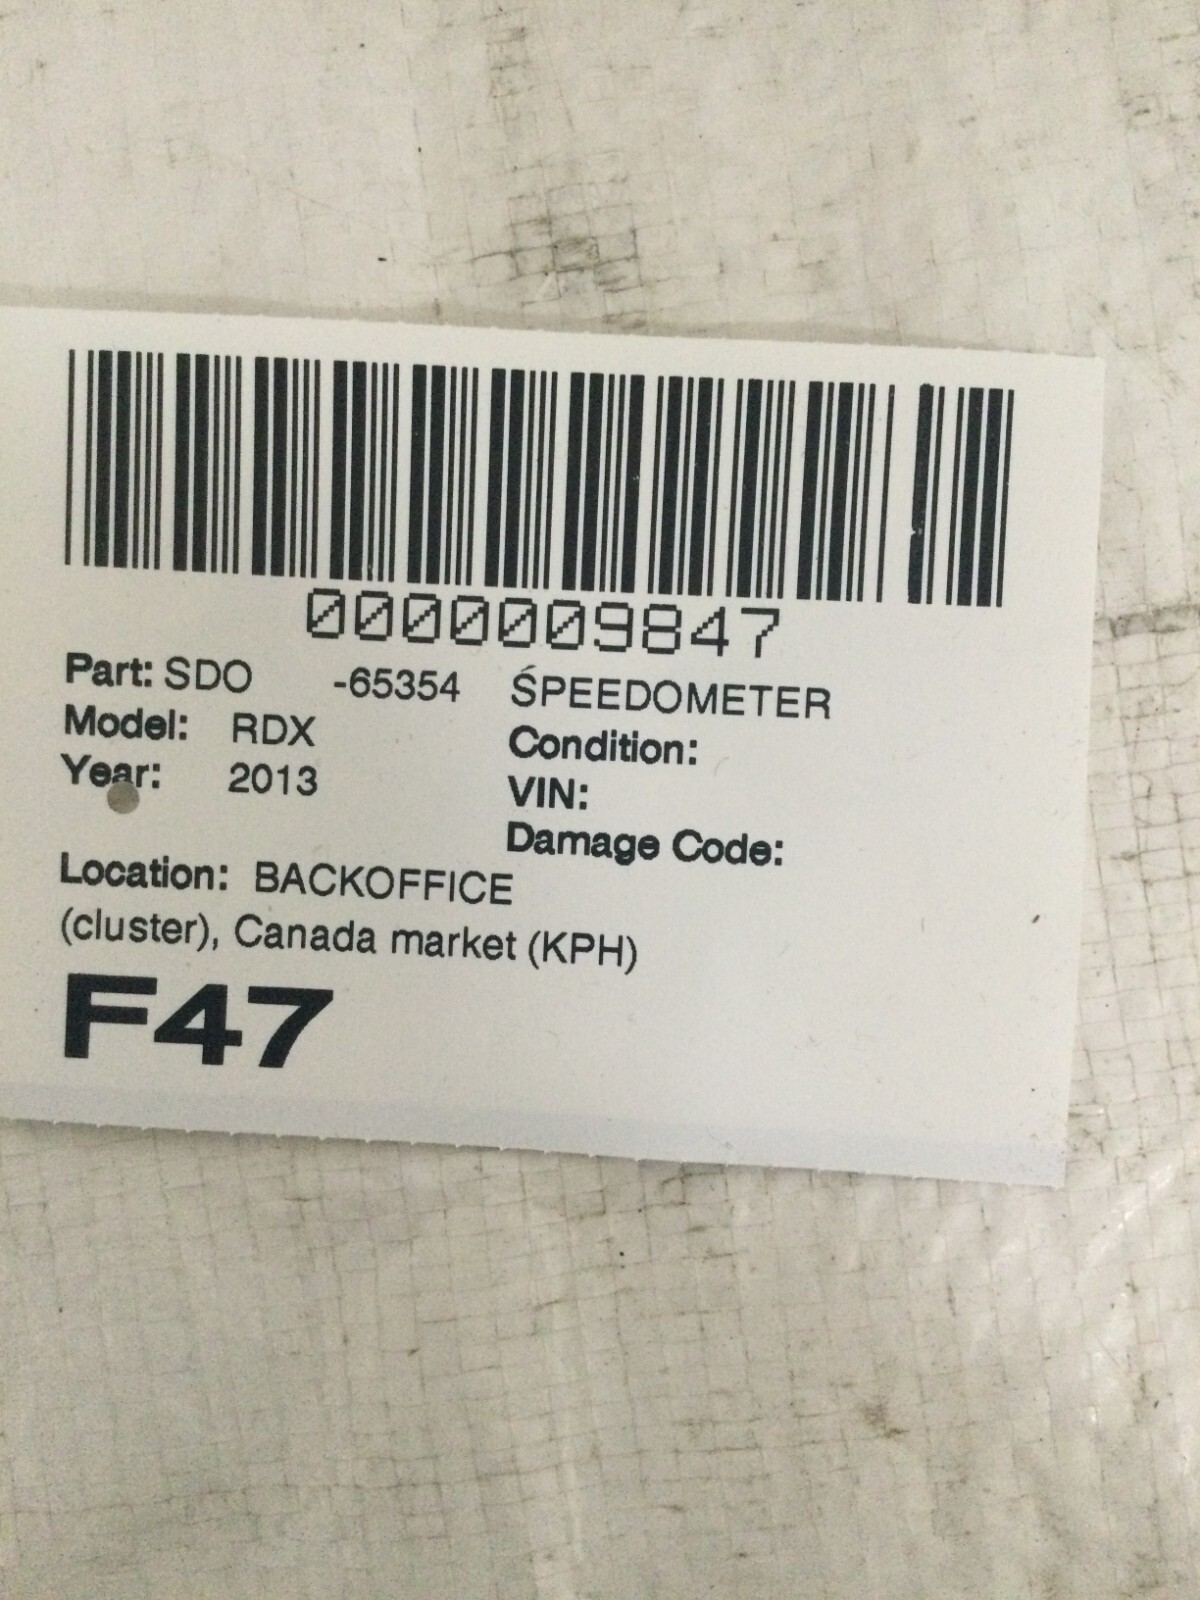 0000009847
Part: SDO -65354 SPEEDOMETER
Model: RDX Condition:
Year: 2013 VIN:
Damage Code:
Location: BACKOFFICE
(cluster), Canada market (KPH)
F47